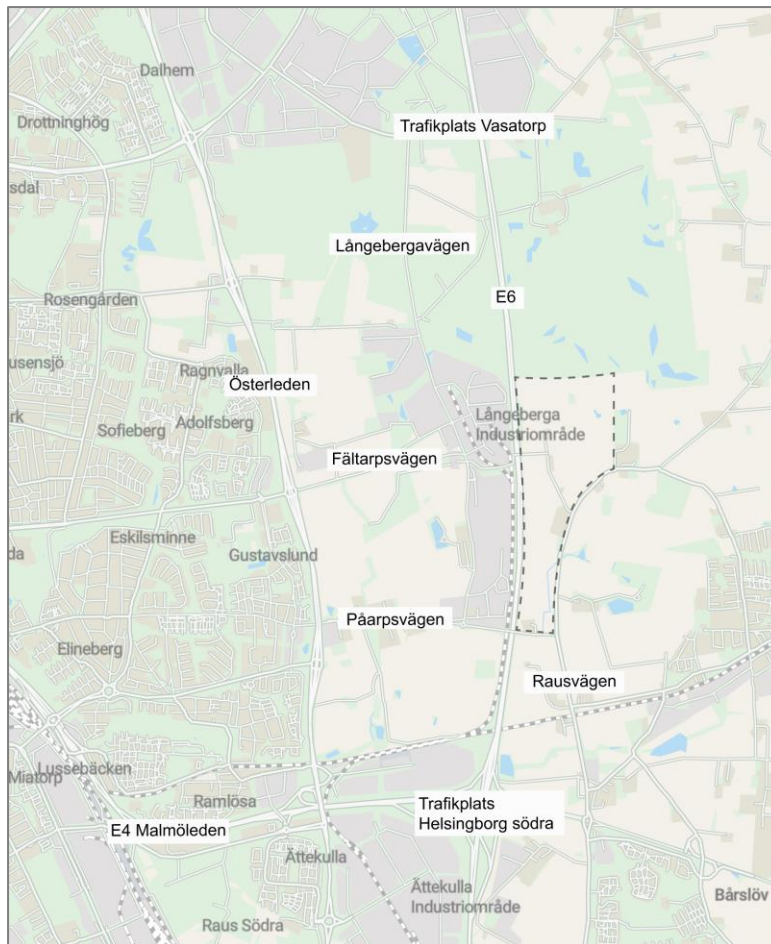 Dalhem
Drottninghög
Trafikplats Vasatorp
sdal
Långebergavägen
Rosengården
E6
usensjö
Ragnvalla
Österleden
rk
Sofieberg
Adolfsberg
Långeberga
Industriområde
Fältarpsvägen
Eskilsminne
da
Gustavslund
Påarpsvägen
Elineberg
Rausvägen
Lussebäcken
Miatorp
Ramlösa
Trafikplats
Helsingborg södra
E4 Malmöleden
Ättekulla
Ättekulla
Industriområde
Bårslöv
Raus Södra